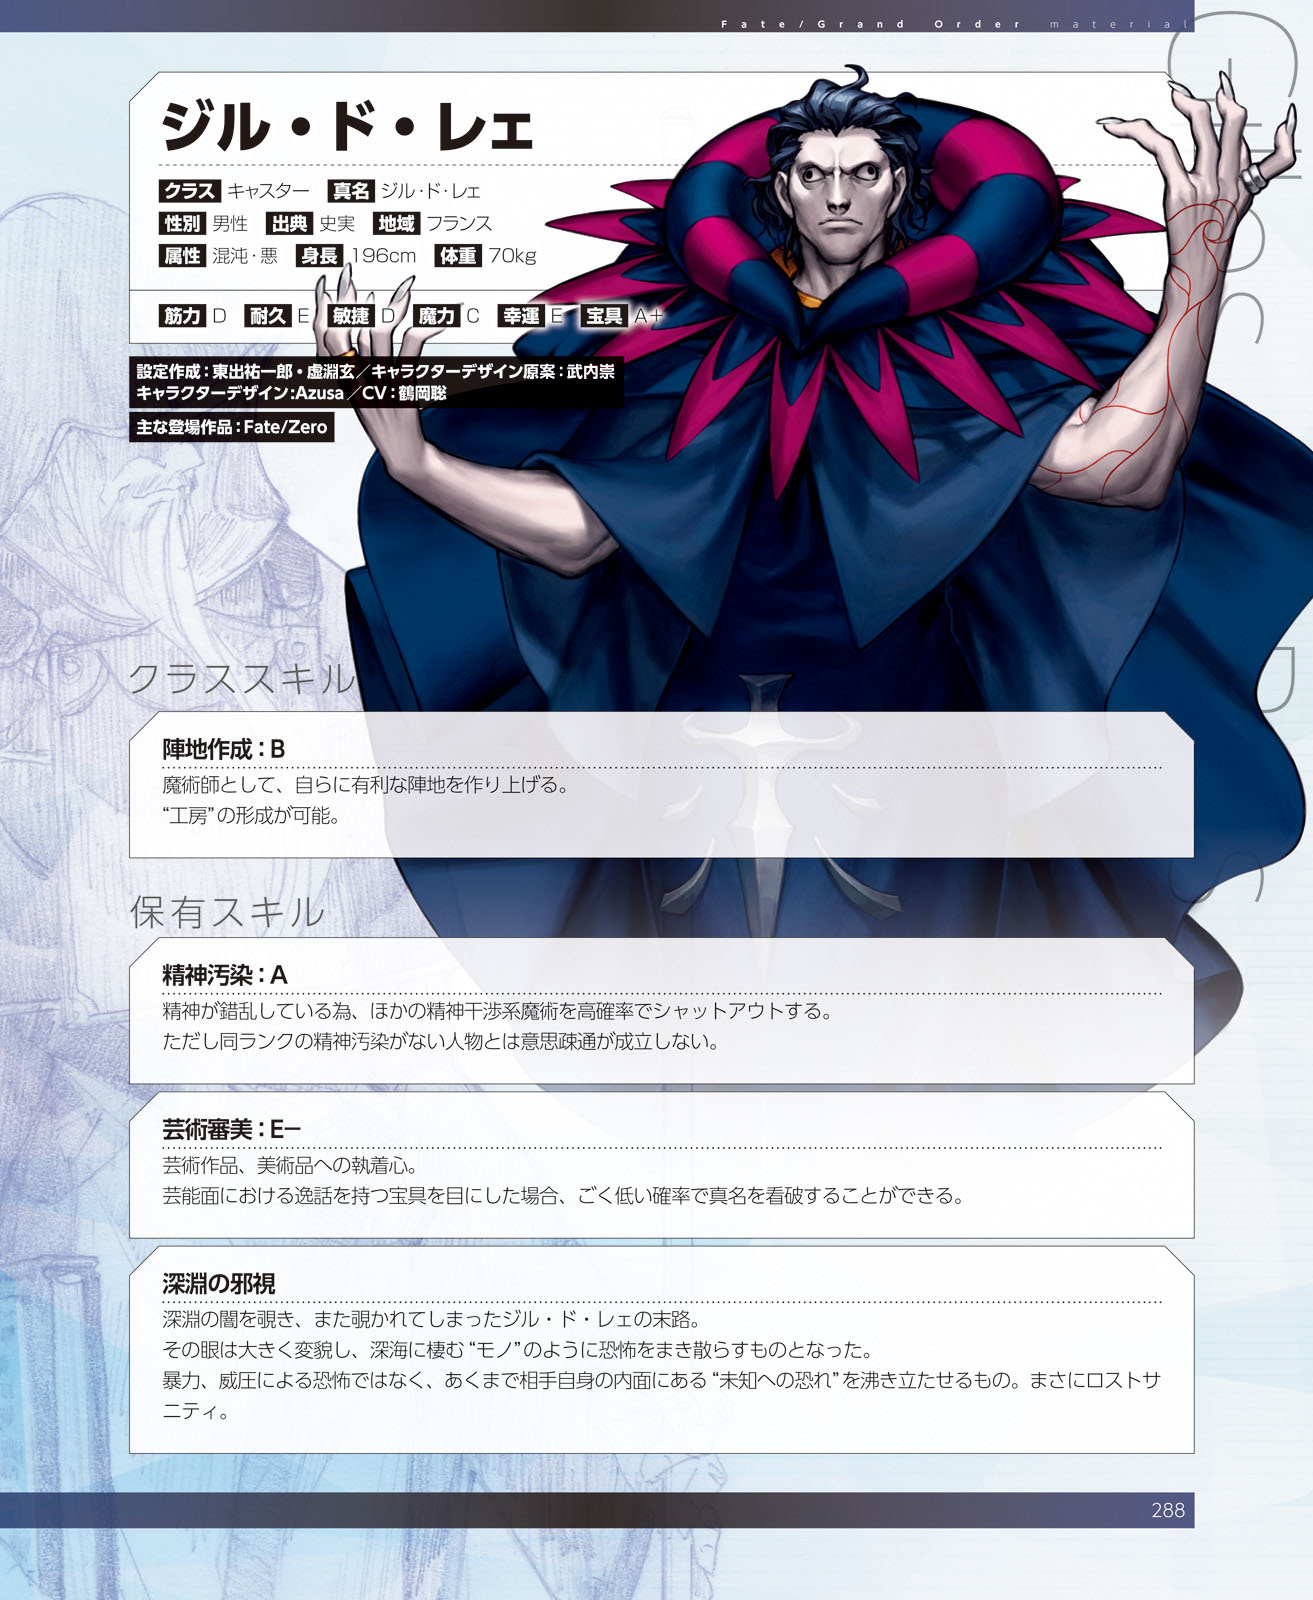 Fate/Grand Order material
ジル・ド・レェ
クラス キャスター 真名 ジル・ド・レェ
性別 男性 出典 史実 地域 フランス
属性 混沌・悪 身長 196cm 体重 70kg
筋力 D 耐久 E 敏捷 D 魔力 C 幸運 E 宝具 A+
設定作成：東出祐一郎・虚淵玄／キャラクターデザイン原案：武内崇
キャラクターデザイン：Azusa／CV：鶴岡聡
主な登場作品：Fate/Zero
クラススキル
陣地作成：B
魔術師として、自らに有利な陣地を作り上げる。
“工房”の形成が可能。
保有スキル
精神汚染：A
精神が錯乱している為、ほかの精神干渉系魔術を高確率でシャットアウトする。
ただし同ランクの精神汚染がない人物とは意思疎通が成立しない。
芸術審美：E－
芸術作品、美術品への執着心。
芸能面における逸話を持つ宝具を目にした場合、ごく低い確率で真名を看破することができる。
深淵の邪視
深淵の闇を覗き、また覗かれてしまったジル・ド・レェの末路。
その眼は大きく変貌し、深海に棲む“モノ”のように恐怖をまき散らすものとなった。
暴力、威圧による恐怖ではなく、あくまで相手自身の内面にある“未知への恐れ”を沸き立たせるもの。まさにロストサ
ニティ。
288